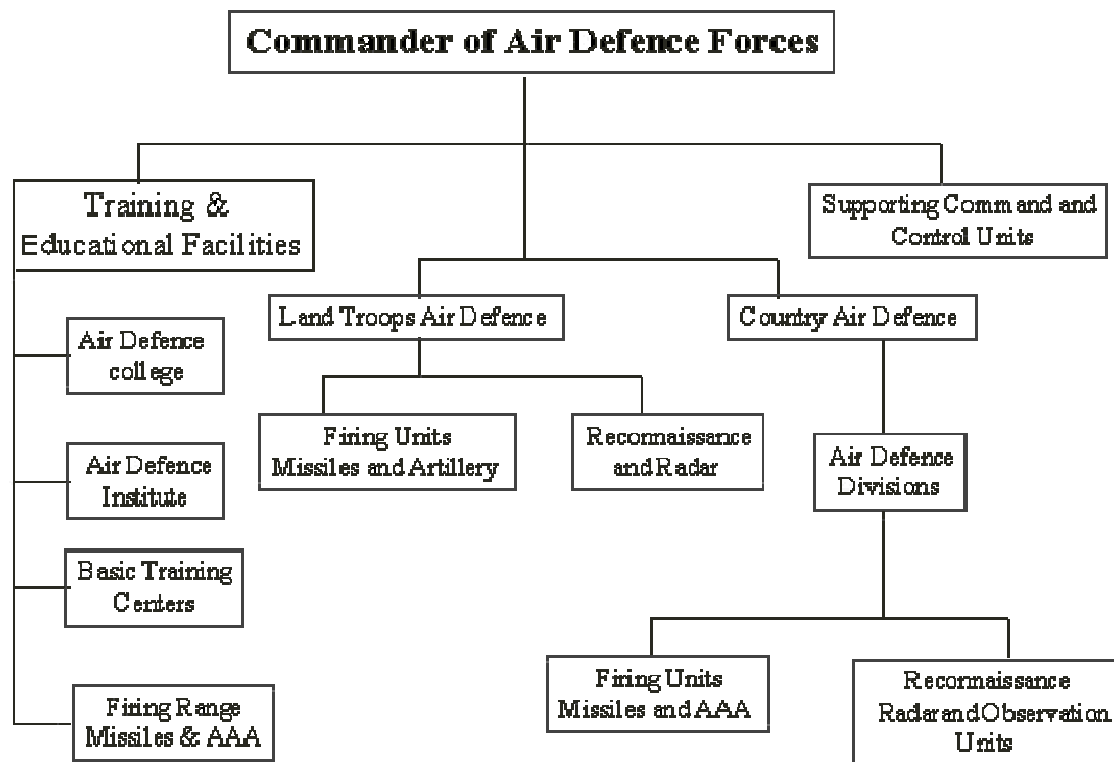 Commander of Air Defence Forces
Training &
Educational Facilities
Supporting Command and
Control Units
Land Troops Air Defence
Country Air Defence
Air Defence
college
Firing Units
Missiles and Artillery
Reconnaissance
and Radar
Air Defence
Divisions
Air Defence
Institute
Basic Training
Centers
Firing Units
Missiles and AAA
Reconnaissance
Radar and Observation
Units
Firing Range
Missiles & AAA